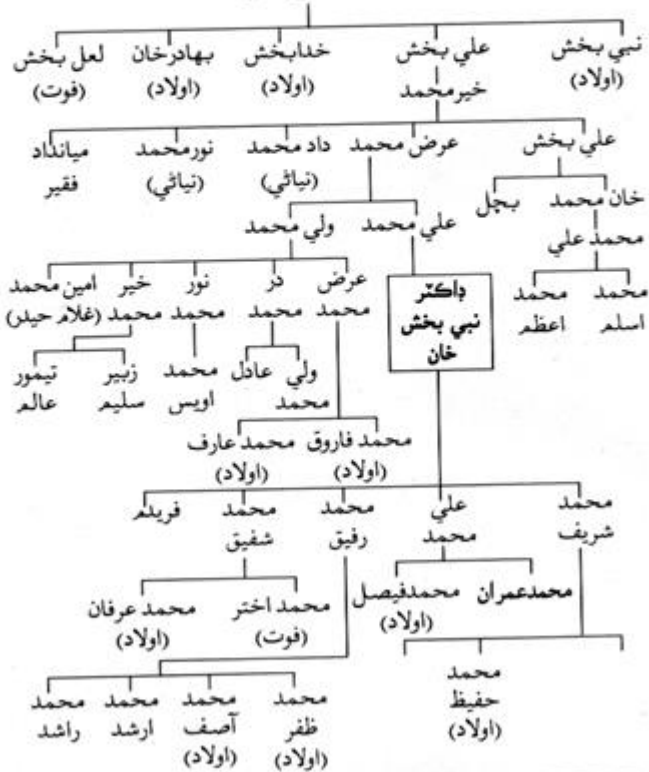 نبي بخش علي بخش خدابخش بهادرخان لعل بخش
(اولاد) (اولاد) (اولاد) (فوت)
خيرمحمد
علي بخش عرض محمد داد محمد نورمحمد ميانداد
(نياڻي) (نياڻي) فقير
خان محمد بچل
علي محمد ولي محمد
محمد علي
عرض در نور خير امين محمد
محمد محمد محمد محمد (غلام حيدر)
ڊاڪٽر
نبي بخش
خان
محمد محمد
اسلم اعظم
ولي عادل محمد زبير تيمور
محمد اويس سليم عالم
محمد فاروق محمد عارف
(اولاد) (اولاد)
محمد علي محمد محمد فريدم
شريف محمد رفيق شفيق
محمدعمران محمدفيصل محمد اختر محمد عرفان
(اولاد) (فوت) (اولاد)
محمد
حفيظ
(اولاد)
محمد محمد محمد محمد
ظفر آصف ارشد راشد
(اولاد) (اولاد)